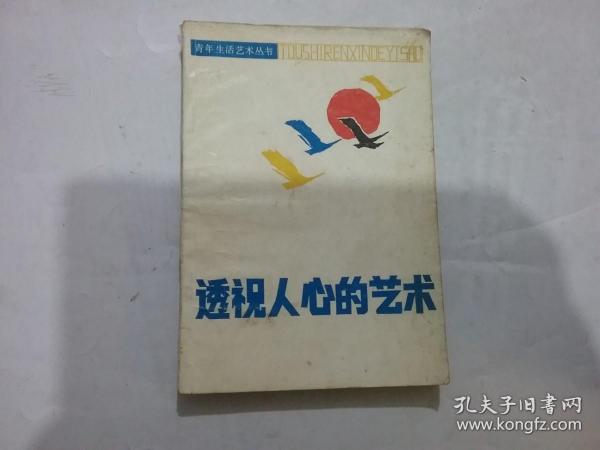 青年生活艺术丛书
TOUSHIRENXINDEYISHU
透视人心的艺术
孔夫子旧书网
www.kongfz.com